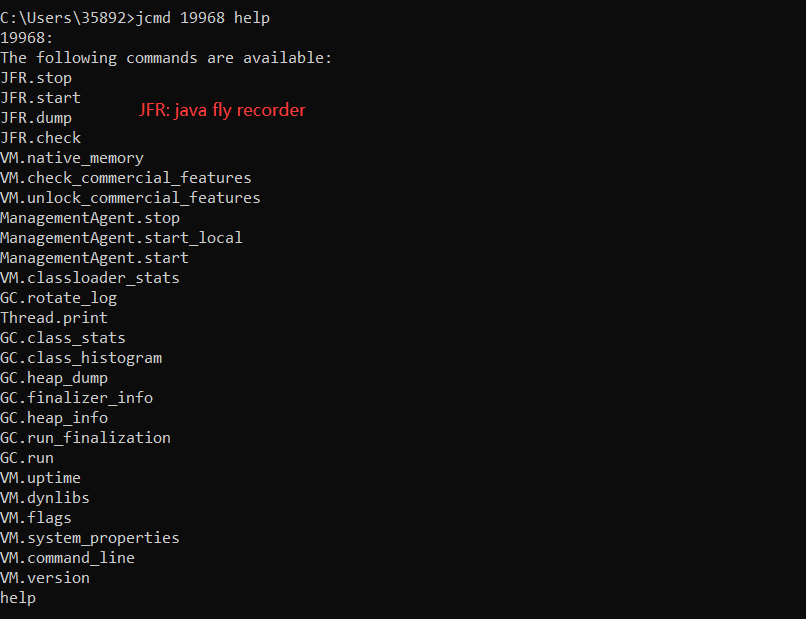 C:\Users\35892>jcmd 19968 help
19968:
The following commands are available:
JFR.stop
JFR.start
JFR: java fly recorder
JFR.dump
JFR.check
VM.native_memory
VM.check_commercial_features
VM.unlock_commercial_features
ManagementAgent.stop
ManagementAgent.start_local
ManagementAgent.start
VM.classloader_stats
GC.rotate_log
Thread.print
GC.class_stats
GC.class_histogram
GC.heap_dump
GC.finalizer_info
GC.heap_info
GC.run_finalization
GC.run
VM.uptime
VM.dynlibs
VM.flags
VM.system_properties
VM.command_line
VM.version
help